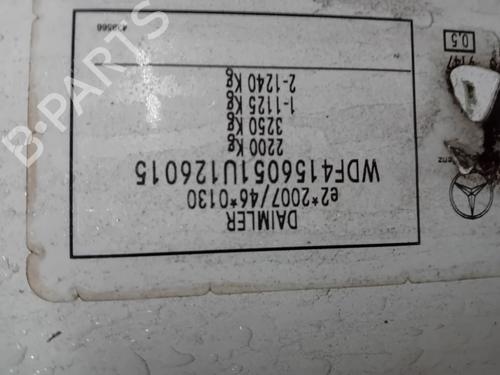 DAIMLER
e2*2007/46*0130
WDF4156051U126015
2200 Kg
3250 Kg
1-1125 Kg
2-1240 Kg
0,5
B-PARTS